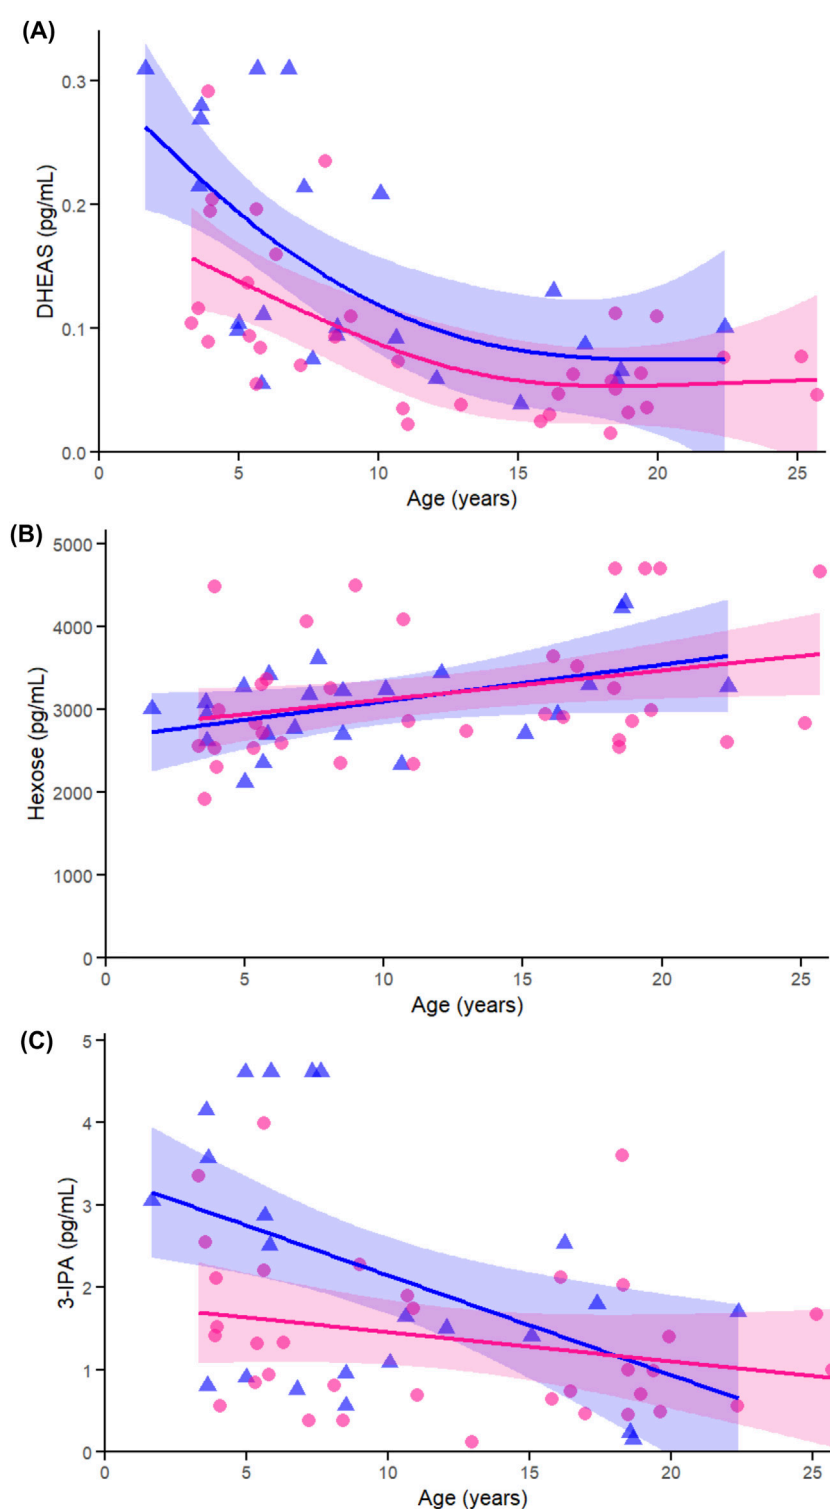 (A)
DHEAS (pg/mL)
0.3
0.2
0.1
0.0
0 5 10 15 20 25
Age (years)
(B)
Hexose (pg/mL)
5000
4000
3000
2000
1000
0
0 5 10 15 20 25
Age (years)
(C)
3-IPA (pg/mL)
5
4
3
2
1
0
0 5 10 15 20 25
Age (years)